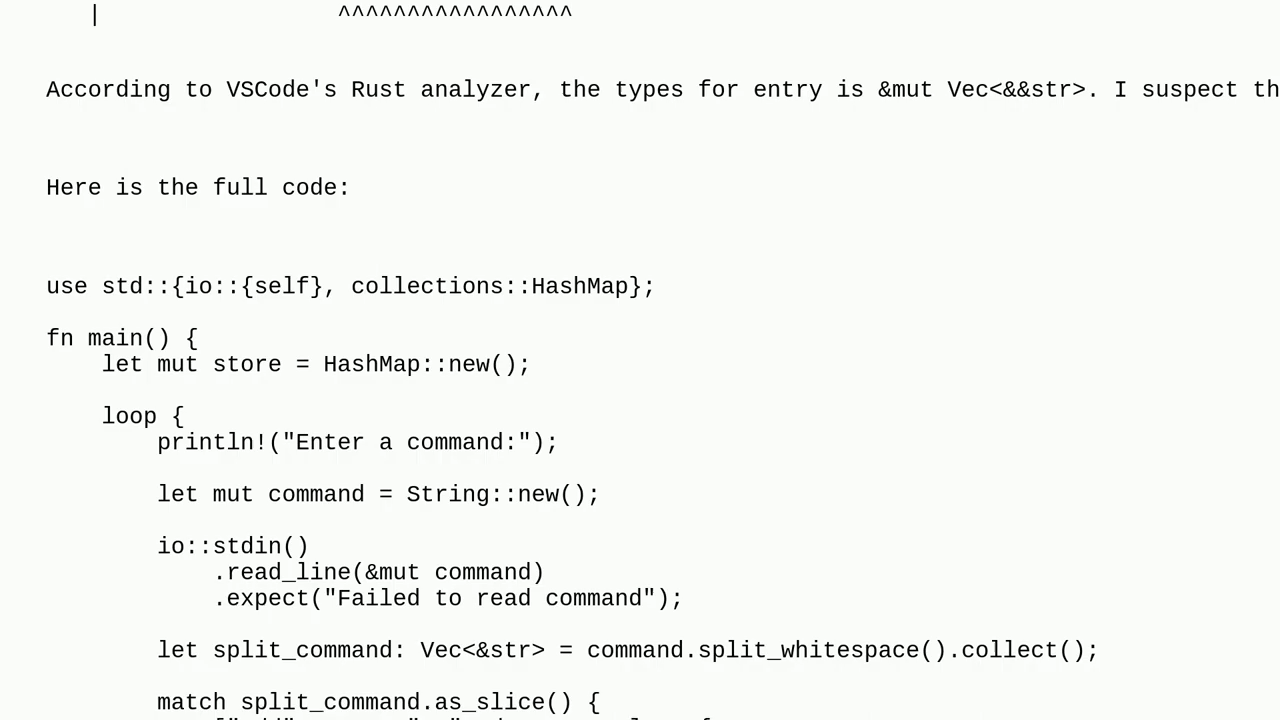 |                 ^^^^^^^^^^^^^^^^^
According to VSCode's Rust analyzer, the types for entry is &mut Vec<&&str>. I suspect th
Here is the full code:
use std::{io::{self}, collections::HashMap};
fn main() {
    let mut store = HashMap::new();
    loop {
        println!("Enter a command:");
        let mut command = String::new();
        io::stdin()
            .read_line(&mut command)
            .expect("Failed to read command");
        let split_command: Vec<&str> = command.split_whitespace().collect();
        match split_command.as_slice() {